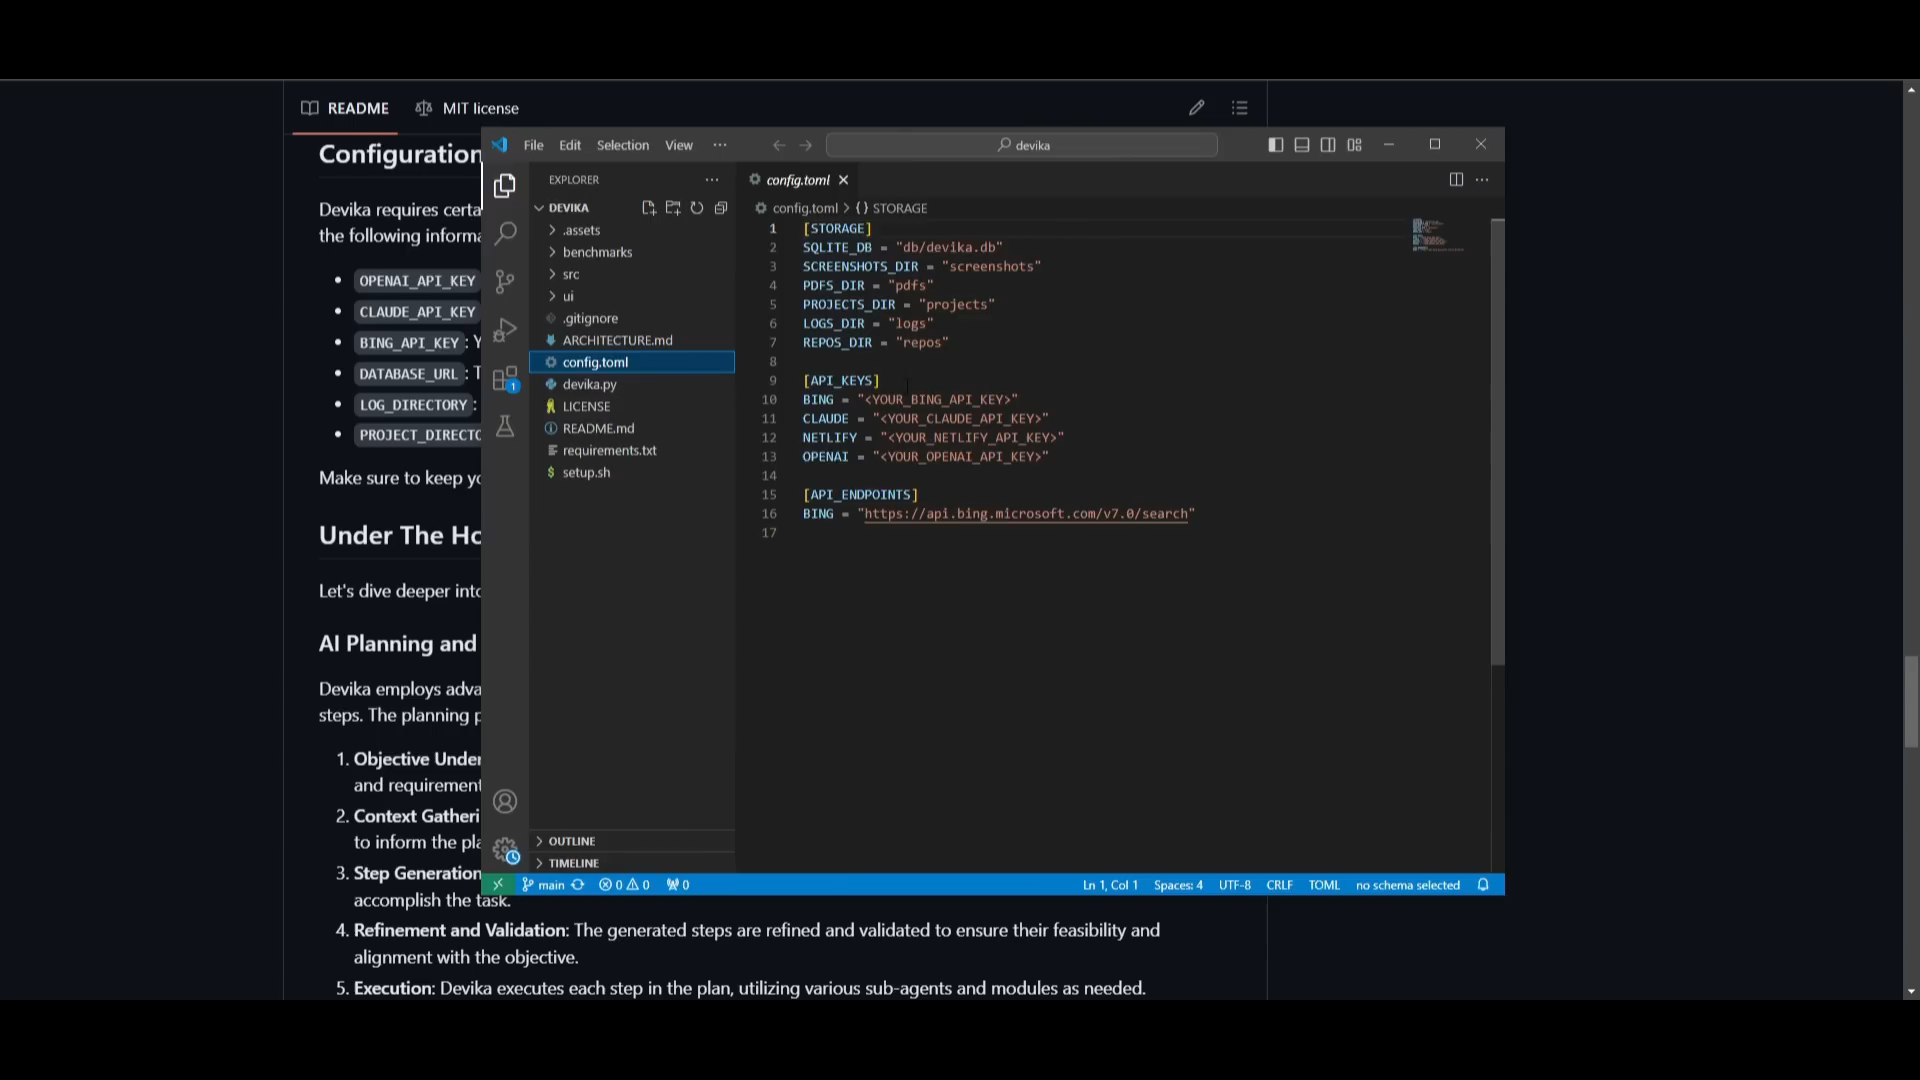 README
MIT license
Configuration
Devika requires certa
the following informa
OPENAI_API_KEY
CLAUDE_API_KEY
BING_API_KEY : Y
DATABASE_URL : T
LOG_DIRECTORY :
PROJECT_DIRECTO
Make sure to keep yo
Under The Ho
Let's dive deeper into
AI Planning and
Devika employs adva
steps. The planning p
1. Objective Under
and requirement
2. Context Gatheri
to inform the pla
3. Step Generation
accomplish the task.
4. Refinement and Validation: The generated steps are refined and validated to ensure their feasibility and
alignment with the objective.
5. Execution: Devika executes each step in the plan, utilizing various sub-agents and modules as needed.
File Edit Selection View ···
devika
EXPLORER ···
DEVIKA
.assets
benchmarks
src
ui
.gitignore
ARCHITECTURE.md
config.toml
devika.py
LICENSE
README.md
requirements.txt
setup.sh
OUTLINE
TIMELINE
1
config.toml
config.toml > {} STORAGE
1 [STORAGE]
2 SQLITE_DB = "db/devika.db"
3 SCREENSHOTS_DIR = "screenshots"
4 PDFS_DIR = "pdfs"
5 PROJECTS_DIR = "projects"
6 LOGS_DIR = "logs"
7 REPOS_DIR = "repos"
8
9 [API_KEYS]
10 BING = "<YOUR_BING_API_KEY>"
11 CLAUDE = "<YOUR_CLAUDE_API_KEY>"
12 NETLIFY = "<YOUR_NETLIFY_API_KEY>"
13 OPENAI = "<YOUR_OPENAI_API_KEY>"
14
15 [API_ENDPOINTS]
16 BING = "https://api.bing.microsoft.com/v7.0/search"
17
main 0 0 0 Ln 1, Col 1 Spaces: 4 UTF-8 CRLF TOML no schema selected